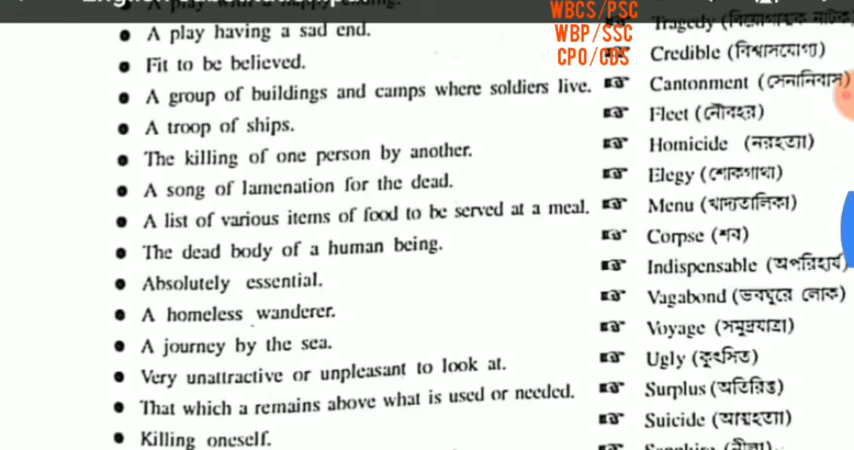 A play having a sad end. Tragedy (বিয়োগাত্মক নাটক)
WBCS/PSC
WBP/SSC
CPO/CDS
Fit to be believed. Credible (বিশ্বাসযোগ্য)
A group of buildings and camps where soldiers live. Cantonment (সেনানিবাস)
A troop of ships. Fleet (নৌবহর)
The killing of one person by another. Homicide (নরহত্যা)
A song of lamenation for the dead. Elegy (শোকগাথা)
A list of various items of food to be served at a meal. Menu (খাদ্যতালিকা)
The dead body of a human being. Corpse (শব)
Absolutely essential. Indispensable (অপরিহার্য)
A homeless wanderer. Vagabond (ভবঘুরে লোক)
A journey by the sea. Voyage (সমুদ্রযাত্রা)
Very unattractive or unpleasant to look at. Ugly (কুৎসিত)
That which a remains above what is used or needed. Surplus (অতিরিক্ত)
Killing oneself. Suicide (আত্মহত্যা)
Sapphire (নীলা)